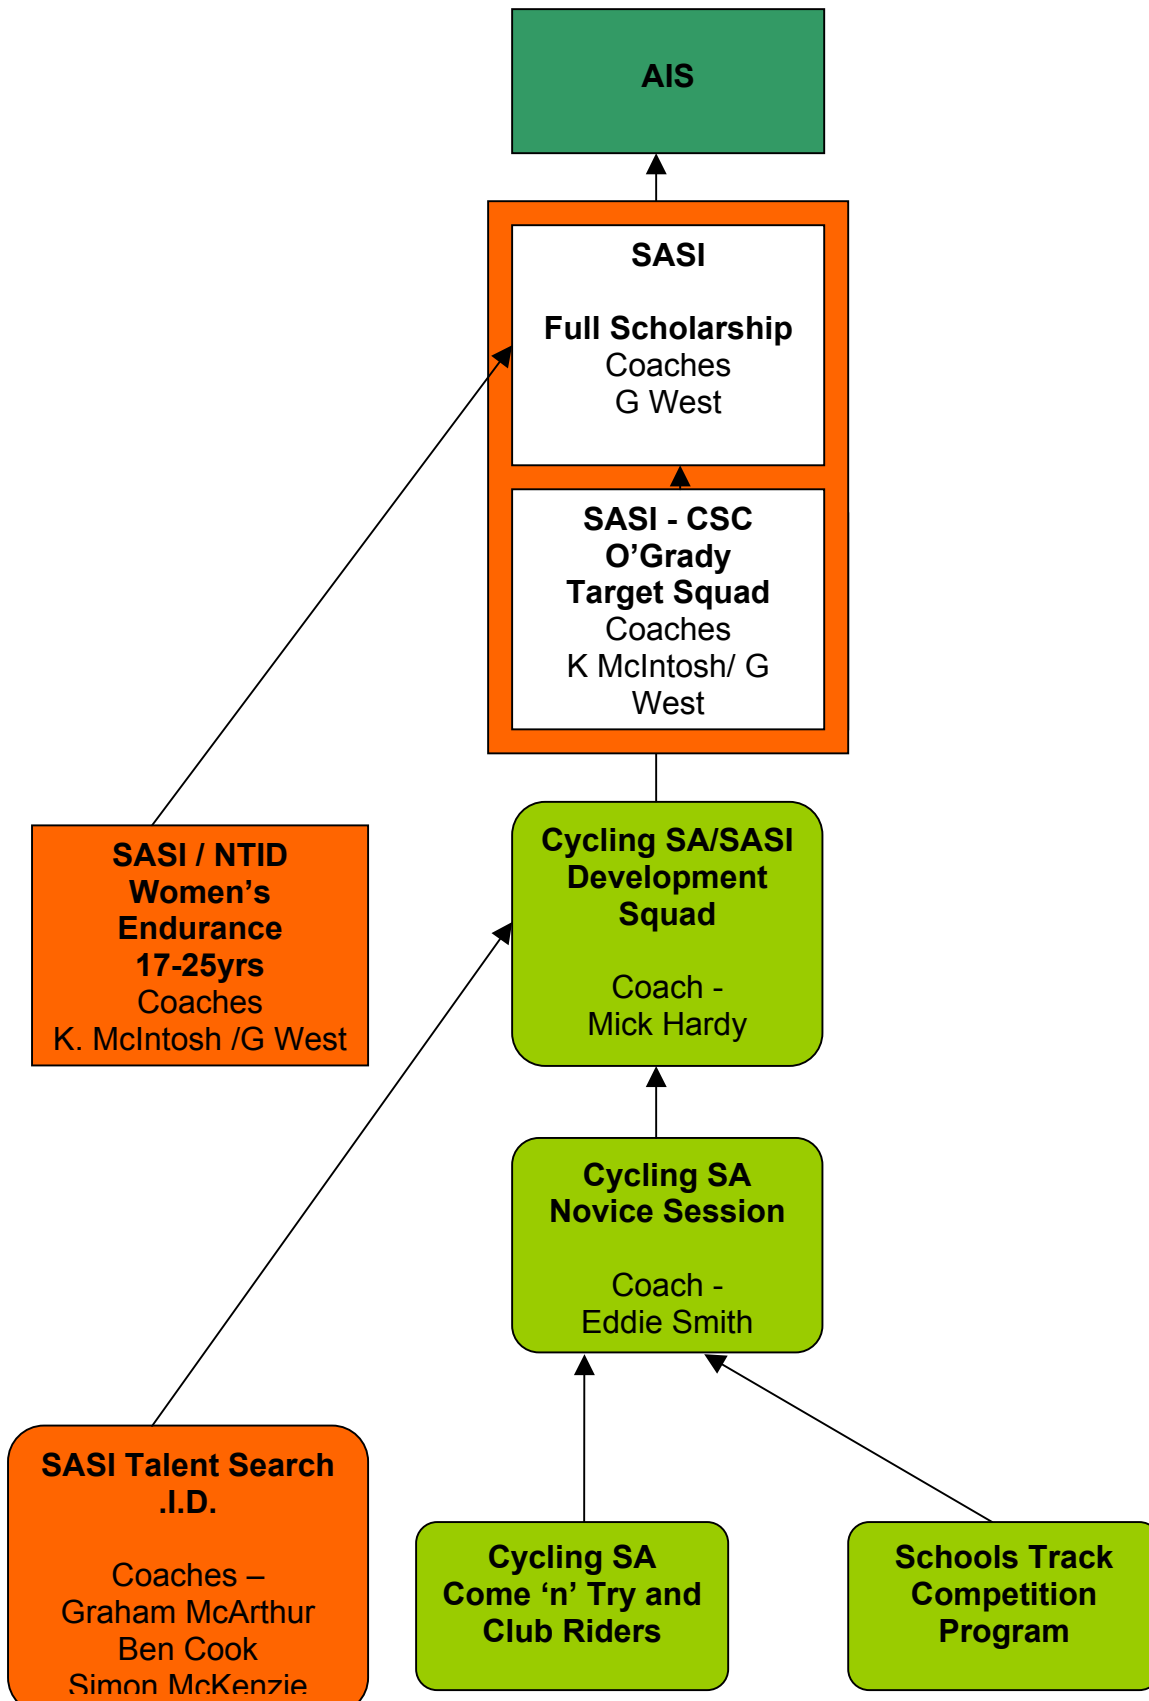 AIS
SASI
Full Scholarship
Coaches
G West
SASI - CSC
O’Grady
Target Squad
Coaches
K McIntosh/ G
West
SASI / NTID
Women’s
Endurance
17-25yrs
Coaches
K. McIntosh /G West
Cycling SA/SASI
Development
Squad
Coach -
Mick Hardy
Cycling SA
Novice Session
Coach -
Eddie Smith
SASI Talent Search
.I.D.
Coaches –
Graham McArthur
Ben Cook
Simon McKenzie
Cycling SA
Come ‘n’ Try and
Club Riders
Schools Track
Competition
Program